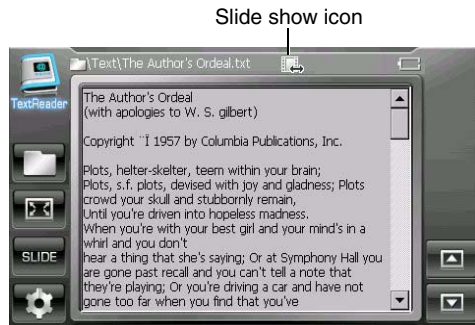 Slide show icon
\Text\The Author's Ordeal.txt
TextReader
The Author's Ordeal
(with apologies to W. S. gilbert)
Copyright ¨Ï 1957 by Columbia Publications, Inc.
Plots, helter-skelter, teem within your brain;
Plots, s.f. plots, devised with joy and gladness; Plots
crowd your skull and stubbornly remain,
Until you're driven into hopeless madness.
When you're with your best girl and your mind's in a
whirl and you don't
hear a thing that she's saying; Or at Symphony Hall you
are gone past recall and you can't tell a note that
they're playing; Or you're driving a car and have not
gone too far when you find that you've
SLIDE